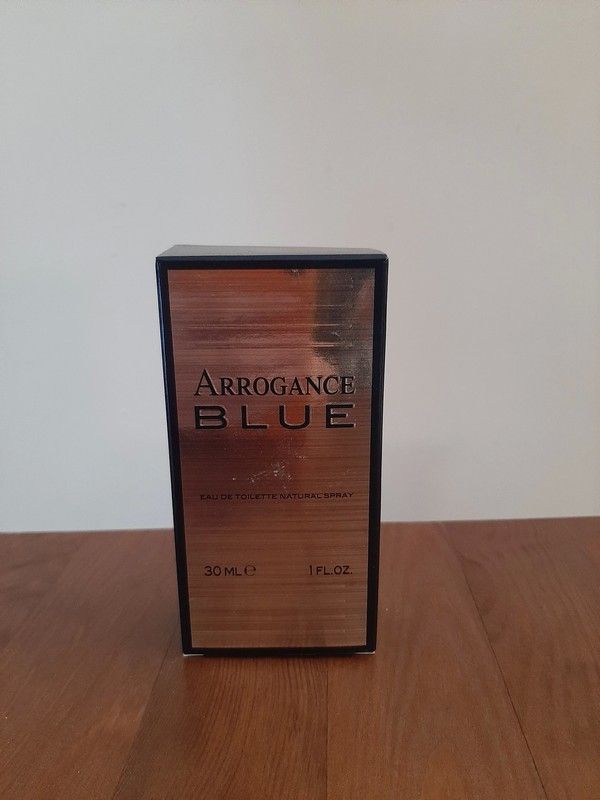 ARROGANCE
BLUE
EAU DE TOILETTE NATURAL SPRAY
30 ML ℮ 1 FL.OZ.